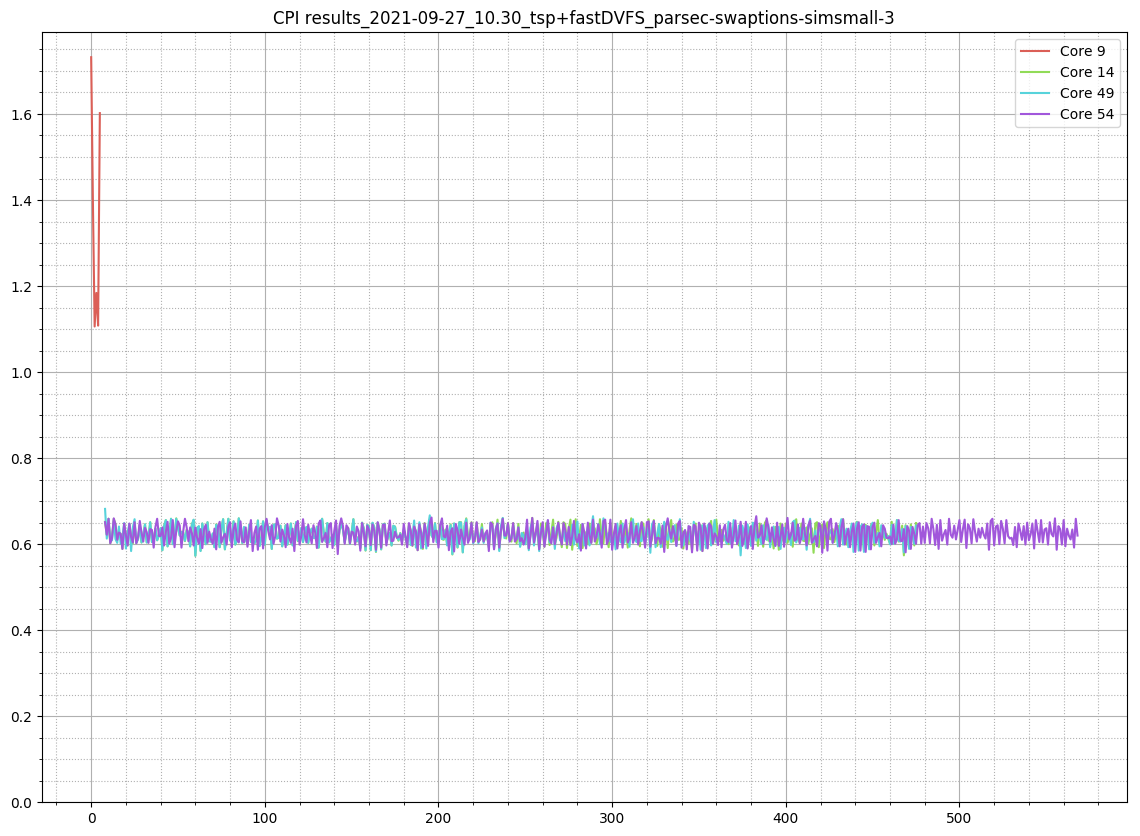 CPI results_2021-09-27_10.30_tsp+fastDVFS_parsec-swaptions-simsmall-3
Core 9
Core 14
Core 49
Core 54
1.6
1.4
1.2
1.0
0.8
0.6
0.4
0.2
0.0
0 100 200 300 400 500